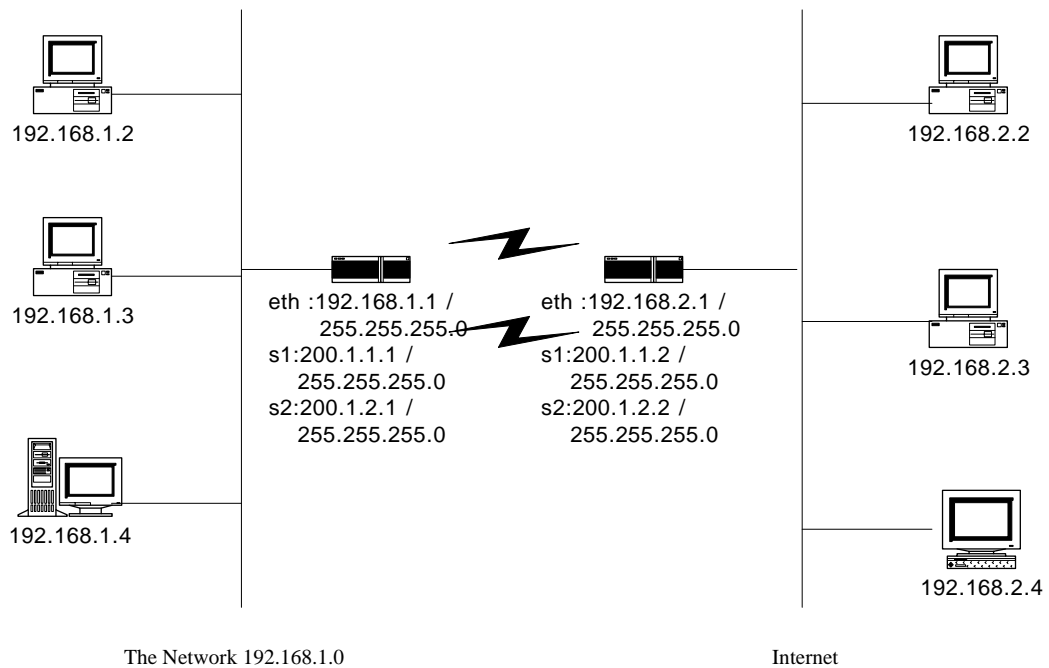 192.168.1.2
192.168.2.2
192.168.1.3
eth :192.168.1.1 /
255.255.255.0
s1:200.1.1.1 /
255.255.255.0
s2:200.1.2.1 /
255.255.255.0
eth :192.168.2.1 /
255.255.255.0
s1:200.1.1.2 /
255.255.255.0
s2:200.1.2.2 /
255.255.255.0
192.168.2.3
192.168.1.4
192.168.2.4
The Network 192.168.1.0
Internet